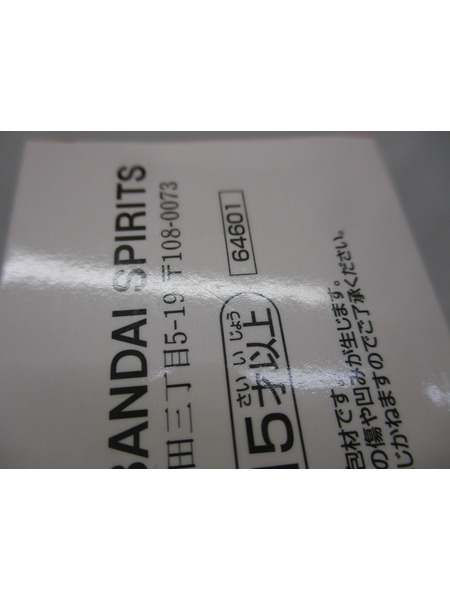 BANDAI SPIRITS
田三丁目5-19 〒108-0073
64601
さい い じょう
15才以上
包材です。
の傷や凹みが生じます。
じかねますのでご了承ください。